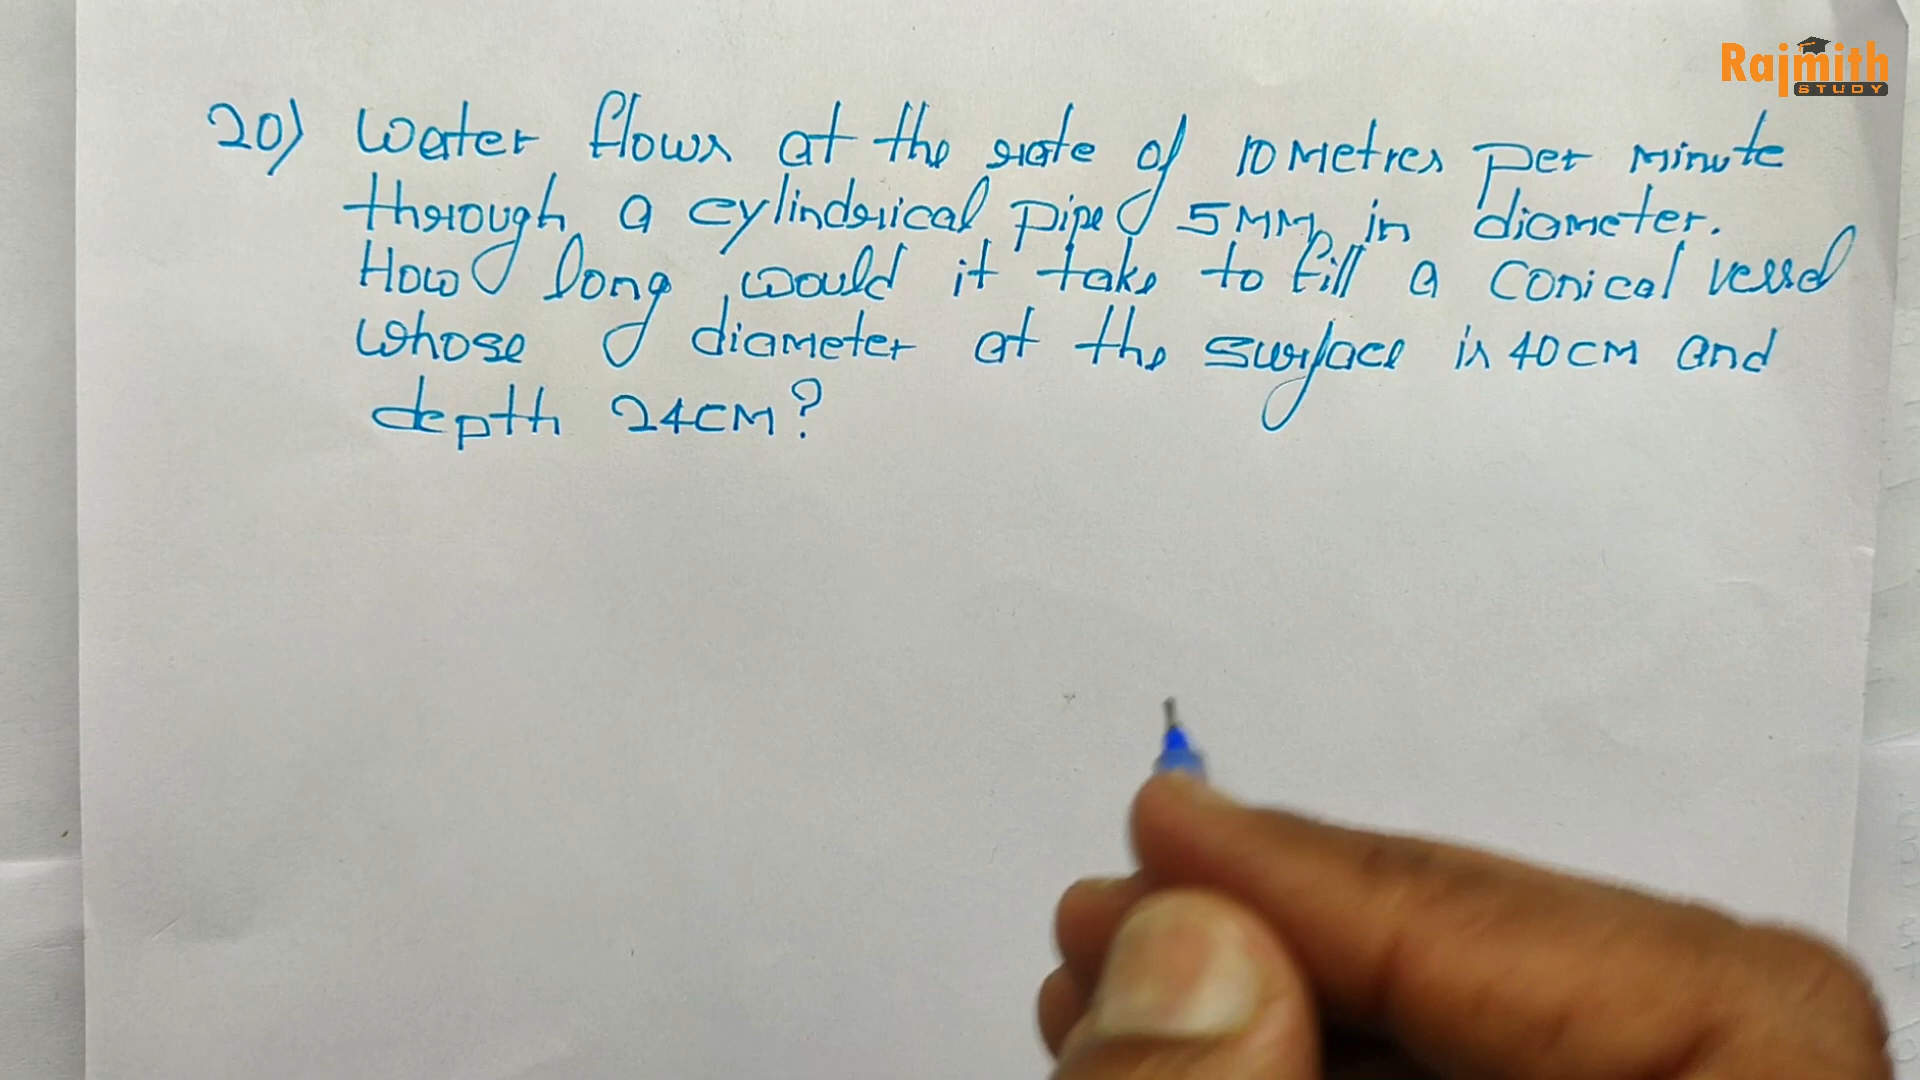 Rajmith
STUDY
20) Water flows at the rate of 10 metres per minute
through a cylindrical pipe 5mm in diameter.
How long would it take to fill a conical vessel
whose diameter at the surface is 40cm and
depth 24cm?